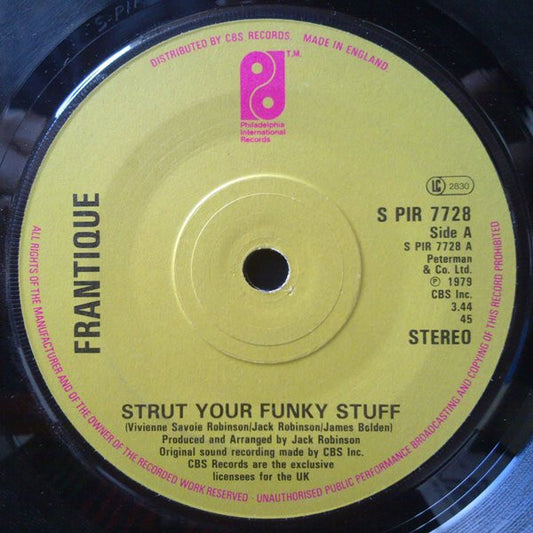 DISTRIBUTED BY CBS RECORDS. MADE IN ENGLAND.
T.M.
Philadelphia
International
Records
LC 2830
FRANTIQUE
S PIR 7728
Side A
S PIR 7728 A
Peterman
& Co. Ltd.
℗ 1979
CBS Inc.
3.44
45
STEREO
STRUT YOUR FUNKY STUFF
(Vivienne Savoie Robinson/Jack Robinson/James Bolden)
Produced and Arranged by Jack Robinson
Original sound recording made by CBS Inc.
CBS Records are the exclusive
licensees for the UK
ALL RIGHTS OF THE MANUFACTURER AND OF THE OWNER OF THE RECORDED WORK RESERVED · UNAUTHORISED PUBLIC PERFORMANCE BROADCASTING AND COPYING OF THIS RECORD PROHIBITED